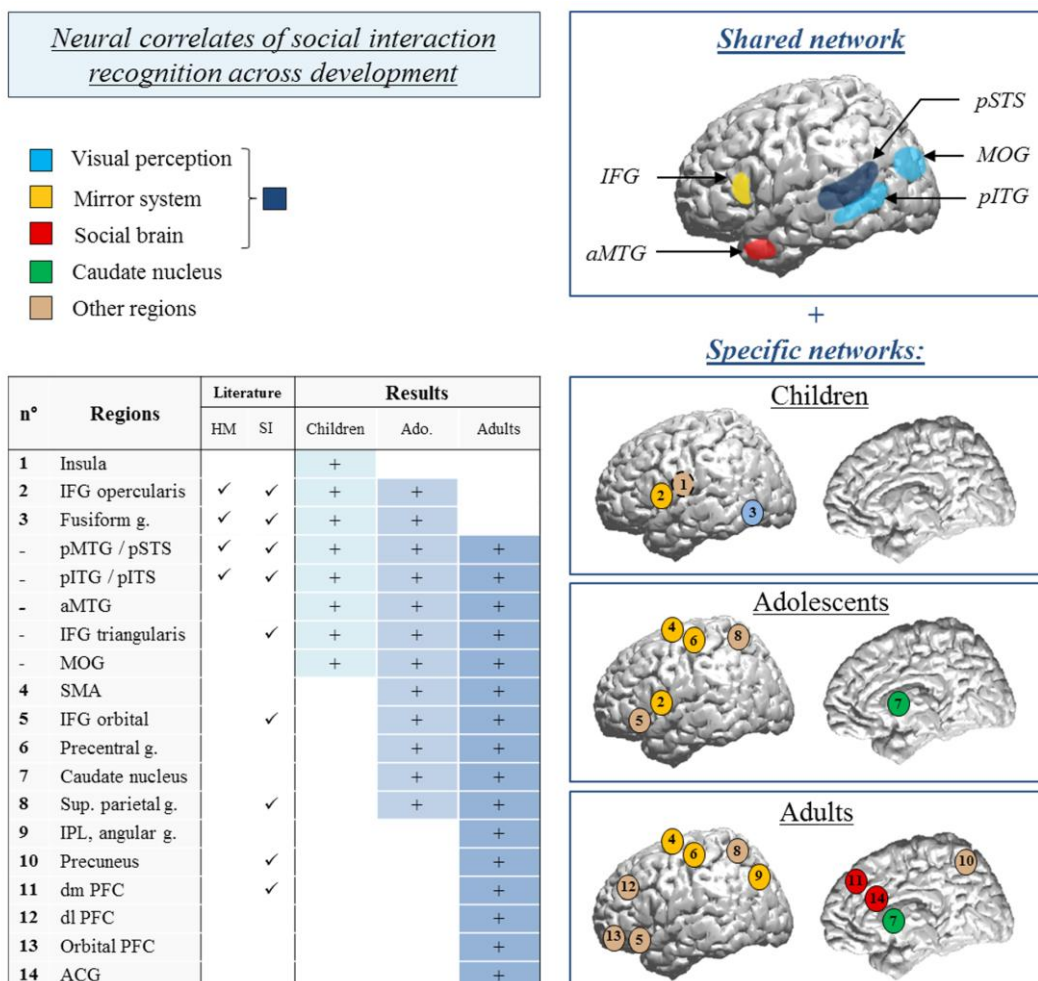 Neural correlates of social interaction
recognition across development
Visual perception
Mirror system
Social brain
Caudate nucleus
Other regions
Shared network
pSTS
MOG
pITG
IFG
aMTG
+
Specific networks:
n° Regions Literature Results
HM SI Children Ado. Adults
1 Insula +
2 IFG opercularis ✓ ✓ + +
3 Fusiform g. ✓ ✓ + +
- pMTG / pSTS ✓ ✓ + + +
- pITG / pITS ✓ ✓ + + +
- aMTG + + +
- IFG triangularis ✓ + + +
- MOG + + +
4 SMA + +
5 IFG orbital ✓ + +
6 Precentral g. + +
7 Caudate nucleus + +
8 Sup. parietal g. ✓ + +
9 IPL, angular g. +
10 Precuneus ✓ +
11 dm PFC ✓ +
12 dl PFC +
13 Orbital PFC +
14 ACG +
Children
1
2
3
Adolescents
4
6
8
2
5
7
Adults
4
6
8
9
12
13
5
10
11
14
7